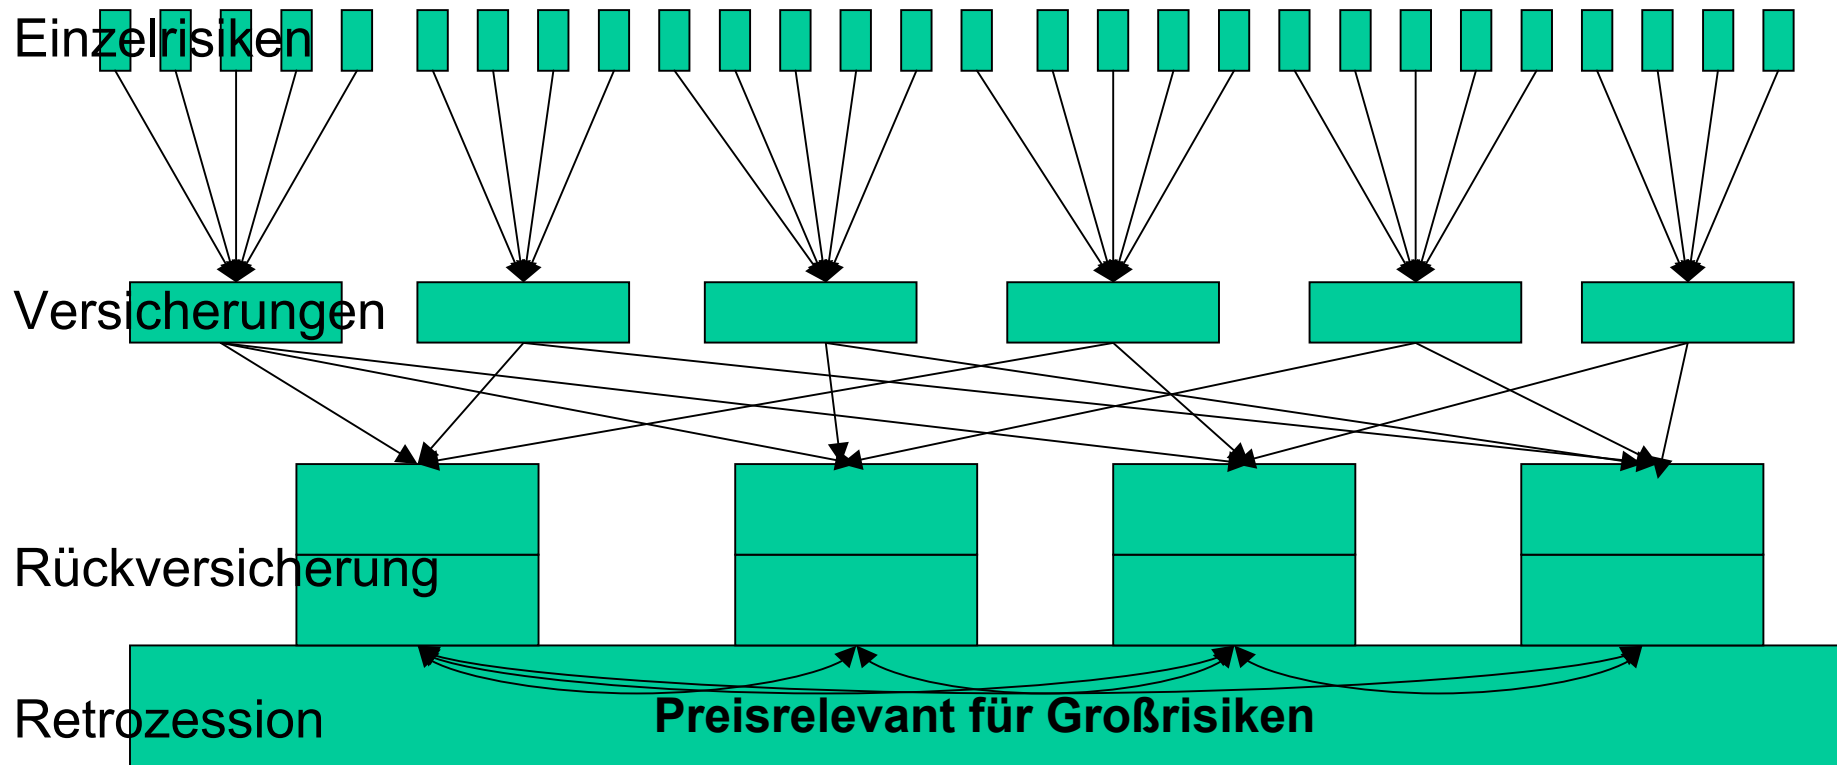 Einzelrisiken
Versicherungen
Rückversicherung
Retrozession
Preisrelevant für Großrisiken